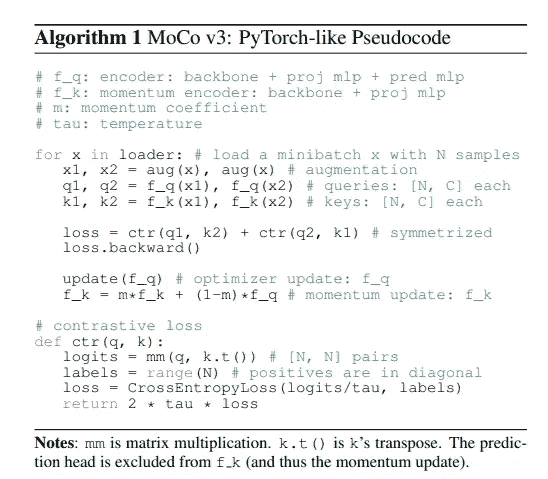 Algorithm 1 MoCo v3: PyTorch-like Pseudocode
# f_q: encoder: backbone + proj mlp + pred mlp
# f_k: momentum encoder: backbone + proj mlp
# m: momentum coefficient
# tau: temperature
for x in loader: # load a minibatch x with N samples
    x1, x2 = aug(x), aug(x) # augmentation
    q1, q2 = f_q(x1), f_q(x2) # queries: [N, C] each
    k1, k2 = f_k(x1), f_k(x2) # keys: [N, C] each
    loss = ctr(q1, k2) + ctr(q2, k1) # symmetrized
    loss.backward()
    update(f_q) # optimizer update: f_q
    f_k = m*f_k + (1-m)*f_q # momentum update: f_k
# contrastive loss
def ctr(q, k):
    logits = mm(q, k.t()) # [N, N] pairs
    labels = range(N) # positives are in diagonal
    loss = CrossEntropyLoss(logits/tau, labels)
    return 2 * tau * loss
Notes: mm is matrix multiplication. k.t() is k's transpose. The predic-
tion head is excluded from f_k (and thus the momentum update).